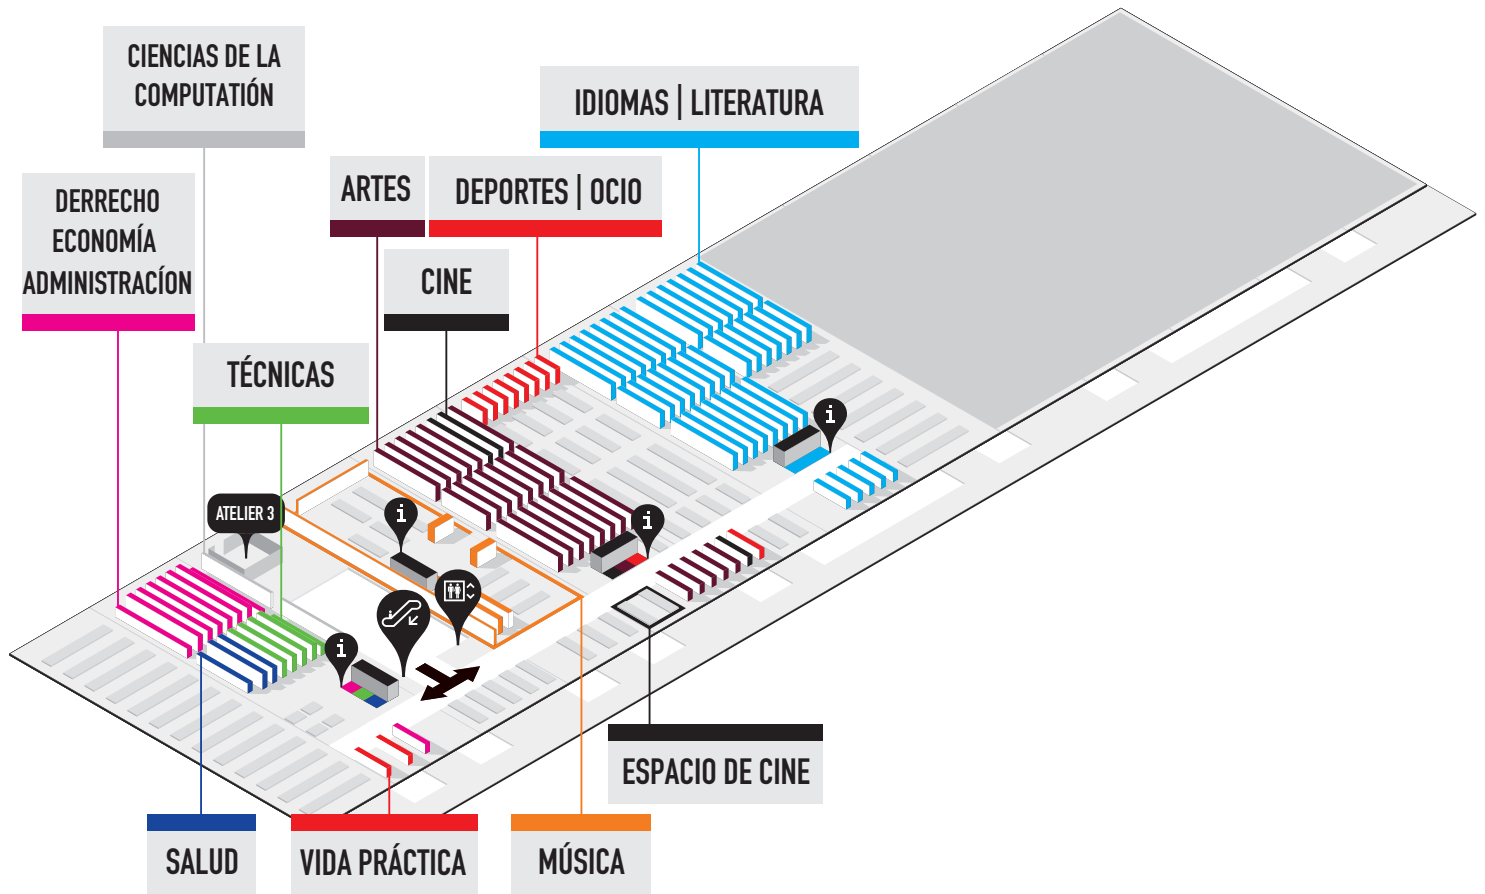 CIENCIAS DE LA
COMPUTATIÓN
IDIOMAS | LITERATURA
ARTES
DEPORTES | OCIO
DERRECHO
ECONOMÍA
ADMINISTRACÍON
CINE
TÉCNICAS
i
ATELIER 3
i
i
i
ESPACIO DE CINE
SALUD
VIDA PRÁCTICA
MÚSICA